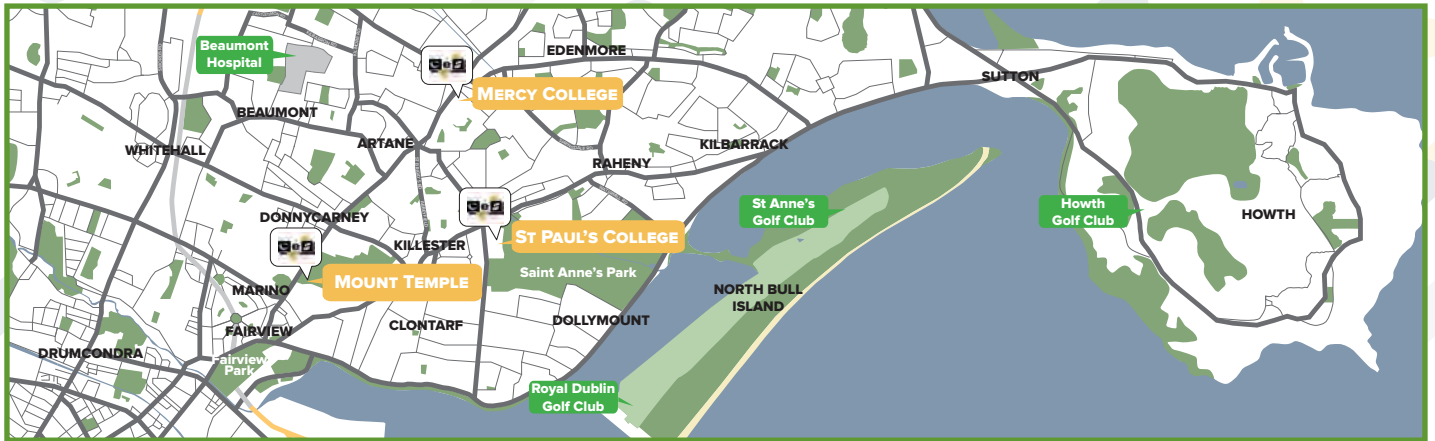 Beaumont
Hospital
EDENMORE
MERCY COLLEGE
SUTTON
BEAUMONT
WHITEHALL
ARTANE
KILBARRACK
RAHENY
St Anne's
Golf Club
Howth
Golf Club
HOWTH
DONNYCARNEY
KILLESTER
ST PAUL'S COLLEGE
Saint Anne's Park
MOUNT TEMPLE
MARINO
NORTH BULL
ISLAND
FAIRVIEW
CLONTARF
DOLLYMOUNT
DRUMCONDRA
Fairview
Park
Royal Dublin
Golf Club